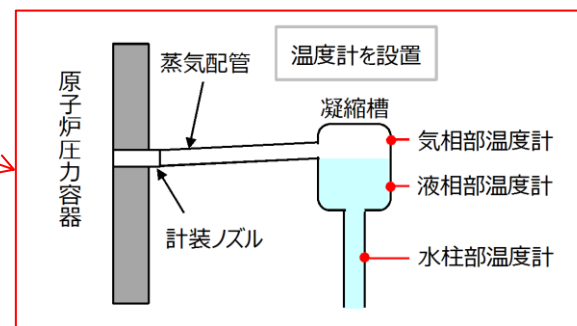 温度計を設置
蒸気配管
凝縮槽
原子炉圧力容器
気相部温度計
液相部温度計
計装ノズル
水柱部温度計